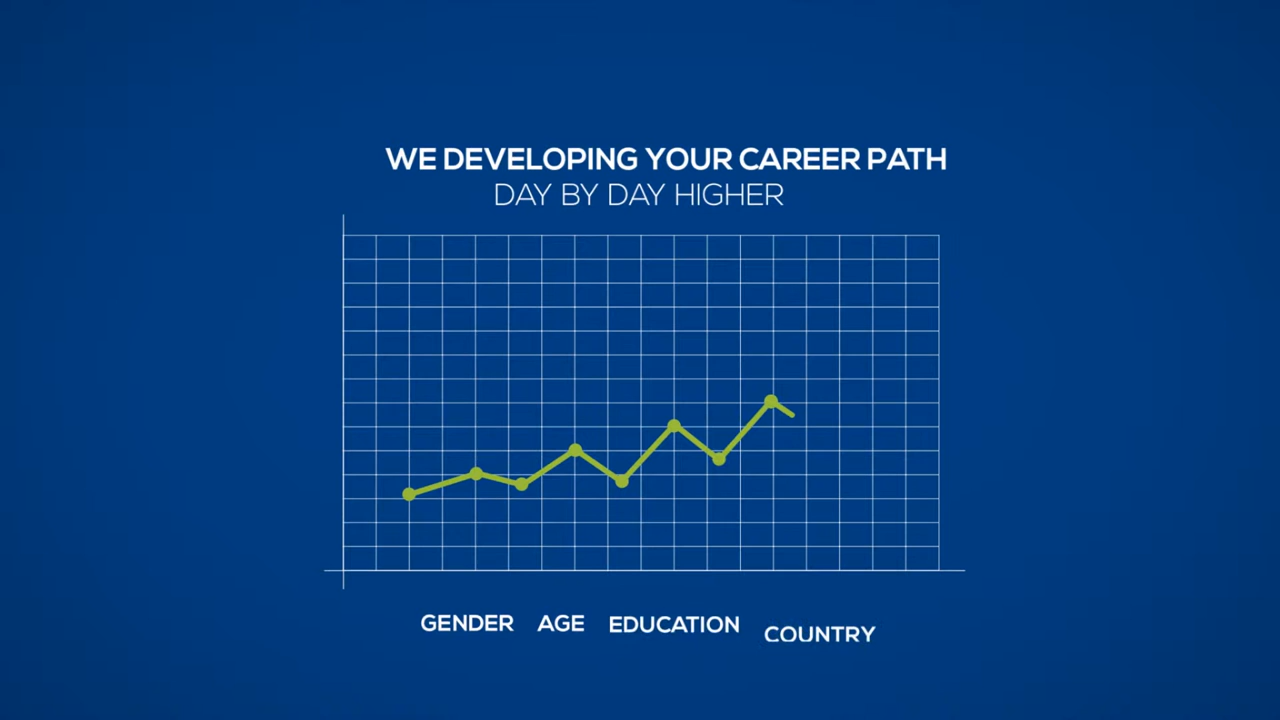 WE DEVELOPING YOUR CAREER PATH
DAY BY DAY HIGHER
GENDER AGE EDUCATION COUNTRY